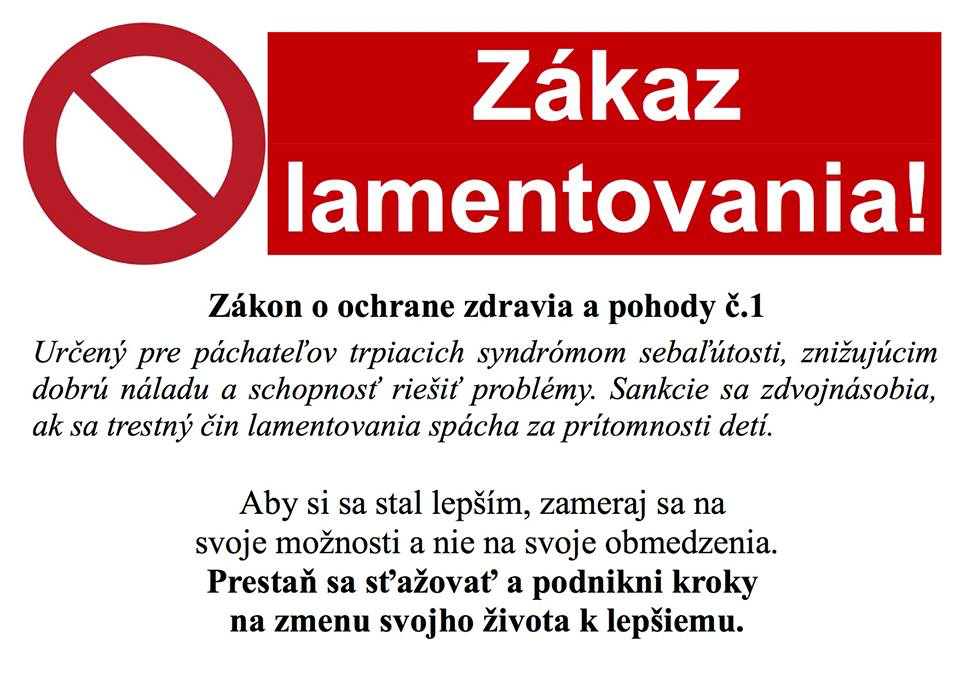 Zákaz
lamentovania!
Zákon o ochrane zdravia a pohody č.1
Určený pre páchateľov trpiacich syndrómom sebaľútosti, znižujúcim
dobrú náladu a schopnosť riešiť problémy. Sankcie sa zdvojnásobia,
ak sa trestný čin lamentovania spácha za prítomnosti detí.
Aby si sa stal lepším, zameraj sa na
svoje možnosti a nie na svoje obmedzenia.
Prestaň sa sťažovať a podnikni kroky
na zmenu svojho života k lepšiemu.